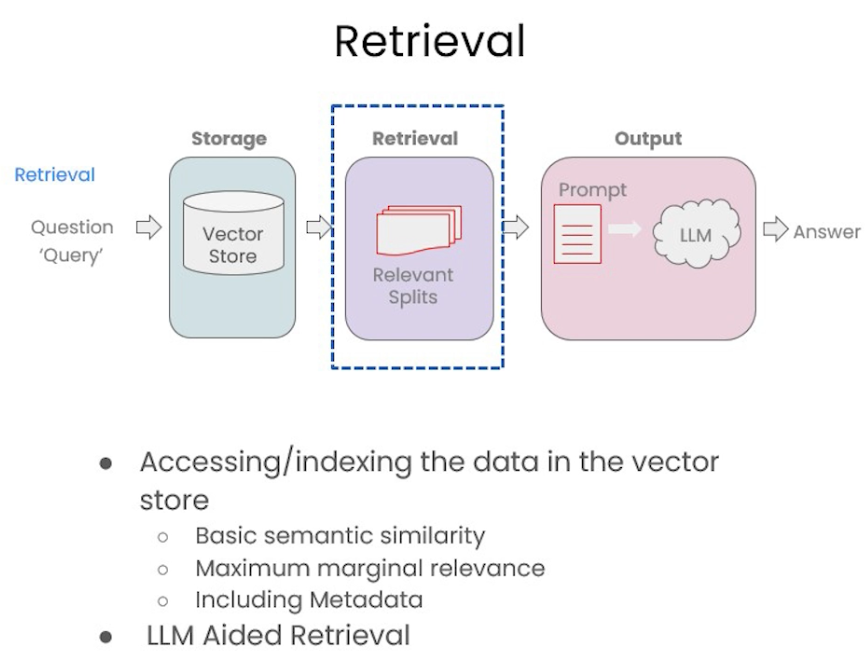 Retrieval
Storage
Retrieval
Output
Retrieval
Question
‘Query’
Vector
Store
Relevant
Splits
Prompt
LLM
Answer
● Accessing/indexing the data in the vector
store
○ Basic semantic similarity
○ Maximum marginal relevance
○ Including Metadata
● LLM Aided Retrieval